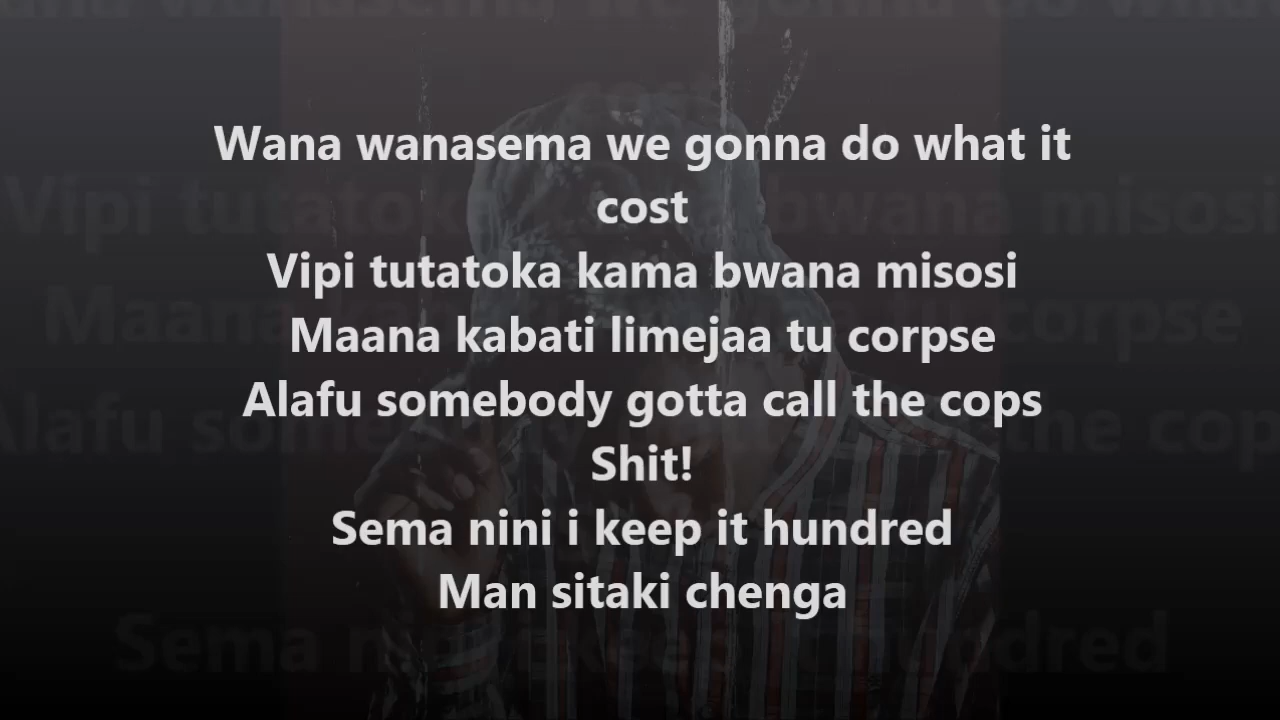 Wana wanasema we gonna do what it
cost
Vipi tutatoka kama bwana misosi
Maana kabati limejaa tu corpse
Alafu somebody gotta call the cops
Shit!
Sema nini i keep it hundred
Man sitaki chenga